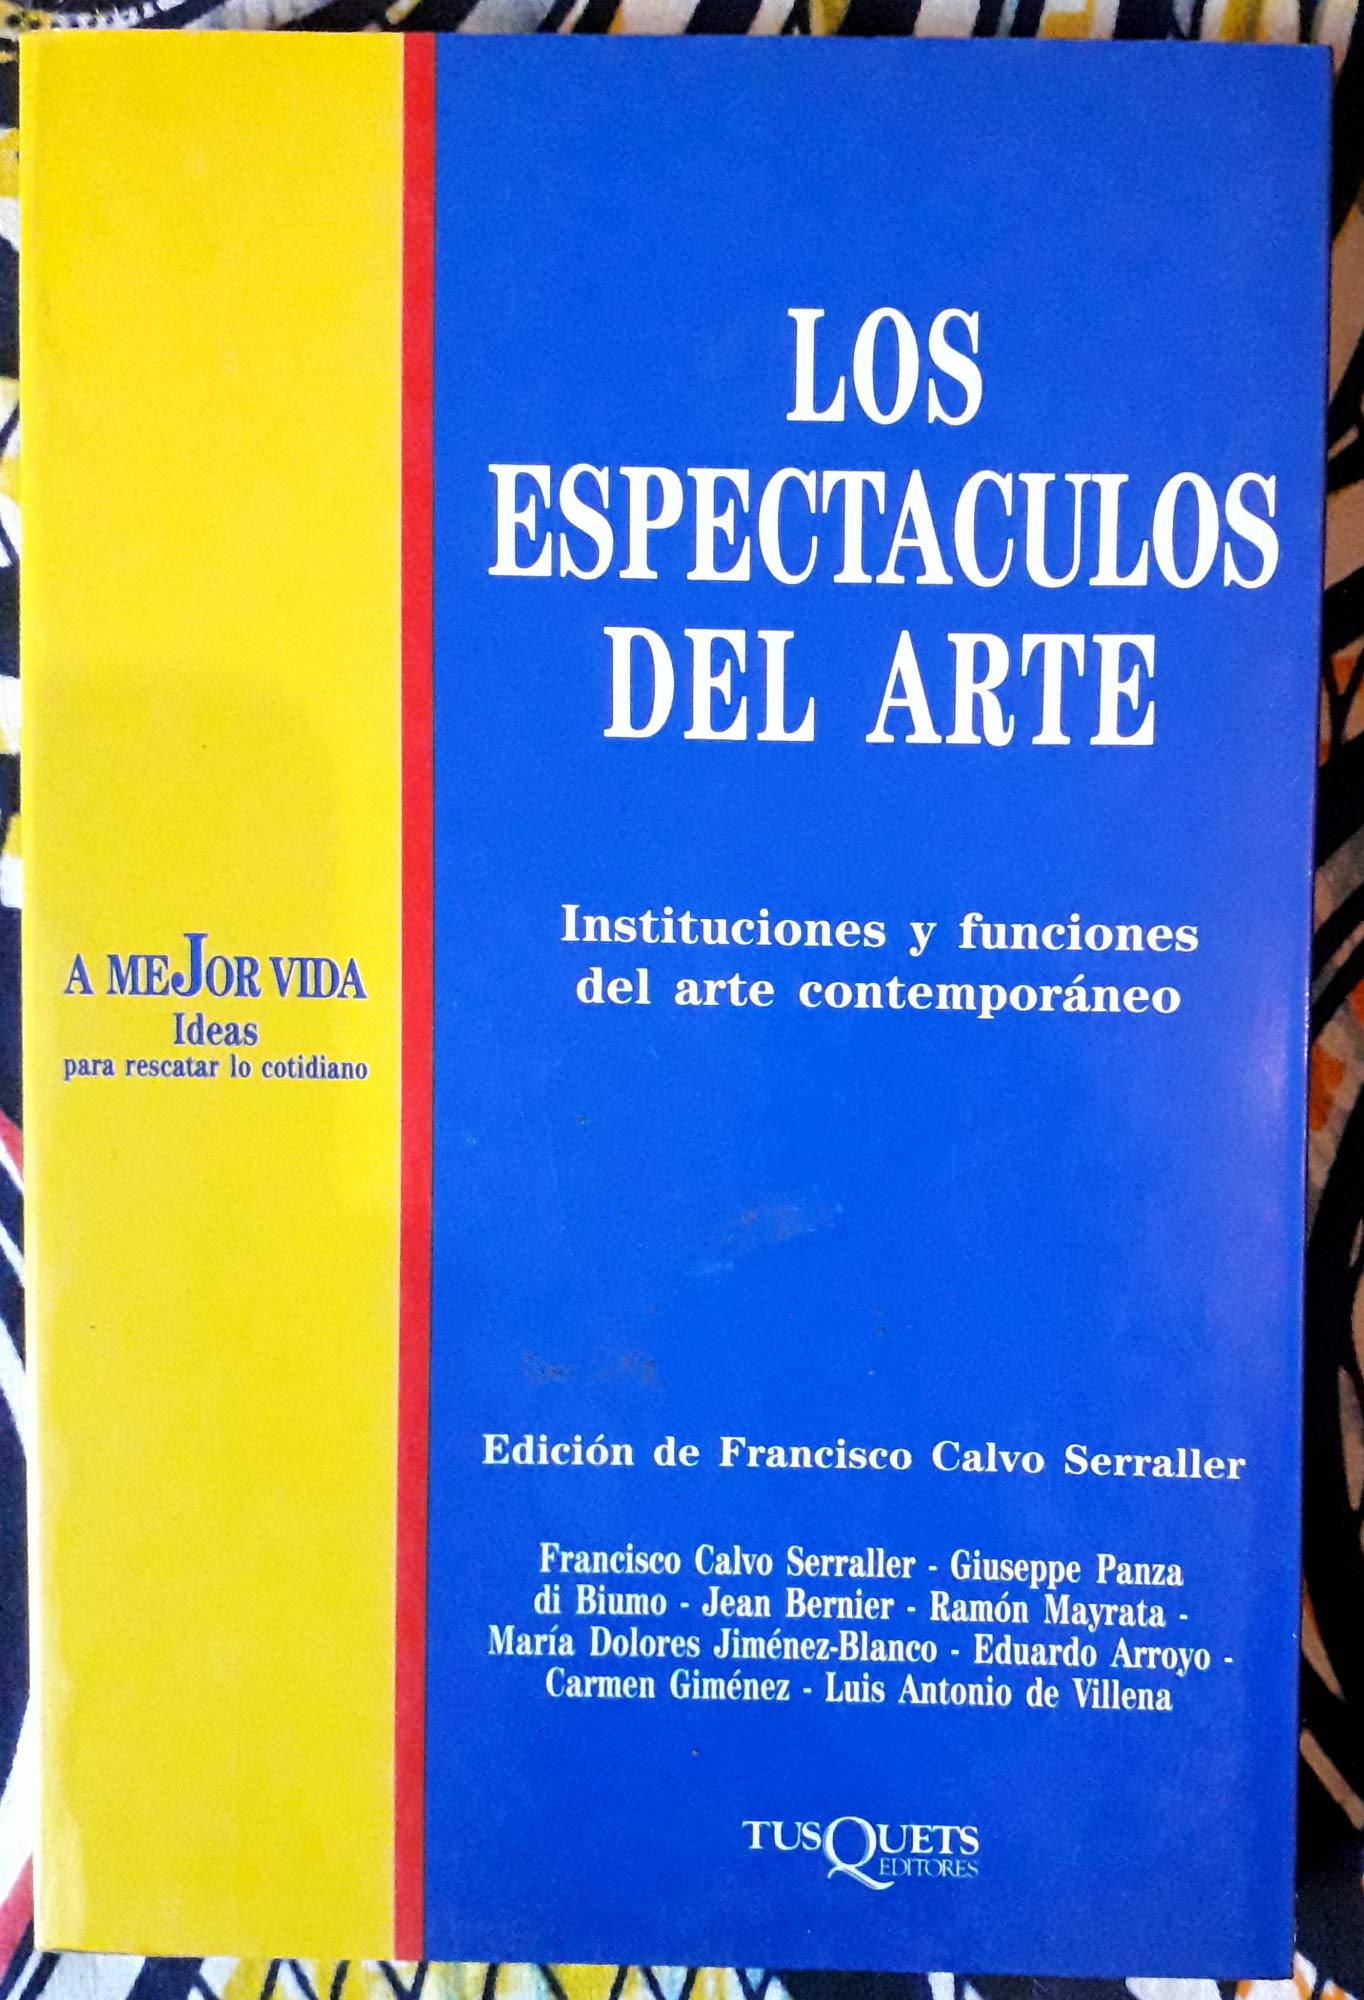 LOS
ESPECTACULOS
DEL ARTE
Instituciones y funciones
del arte contemporáneo
A MEJOR VIDA
Ideas
para rescatar lo cotidiano
Edición de Francisco Calvo Serraller
Francisco Calvo Serraller - Giuseppe Panza
di Biumo - Jean Bernier - Ramón Mayrata -
María Dolores Jiménez-Blanco - Eduardo Arroyo -
Carmen Giménez - Luis Antonio de Villena
TUSQUETS
EDITORES